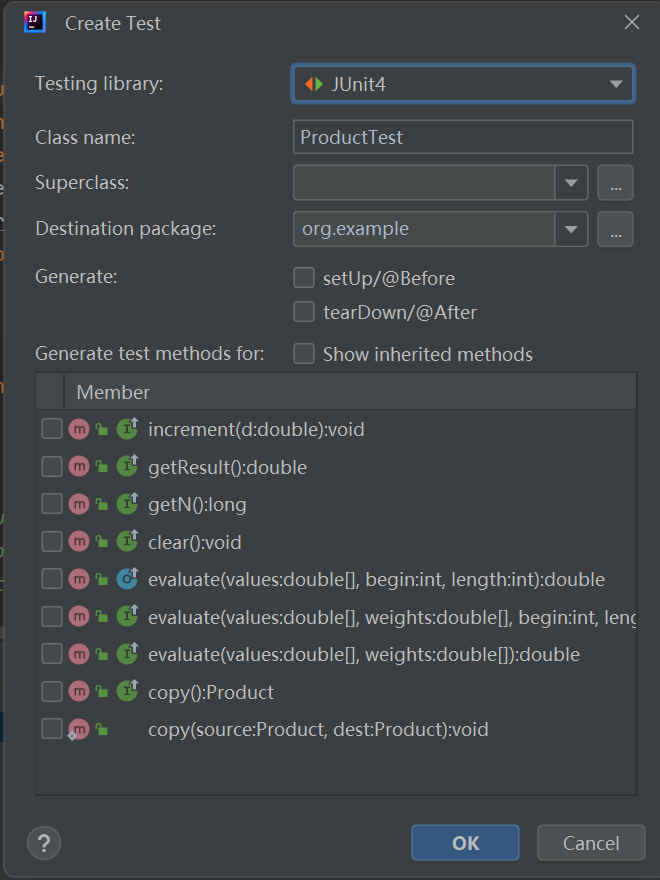 Create Test
Testing library: JUnit4
Class name: ProductTest
Superclass: ...
Destination package: org.example ...
Generate: setUp/@Before
tearDown/@After
Generate test methods for: Show inherited methods
Member
increment(d:double):void
getResult():double
getN():long
clear():void
evaluate(values:double[], begin:int, length:int):double
evaluate(values:double[], weights:double[], begin:int, leng
evaluate(values:double[], weights:double[]):double
copy():Product
copy(source:Product, dest:Product):void
? OK Cancel